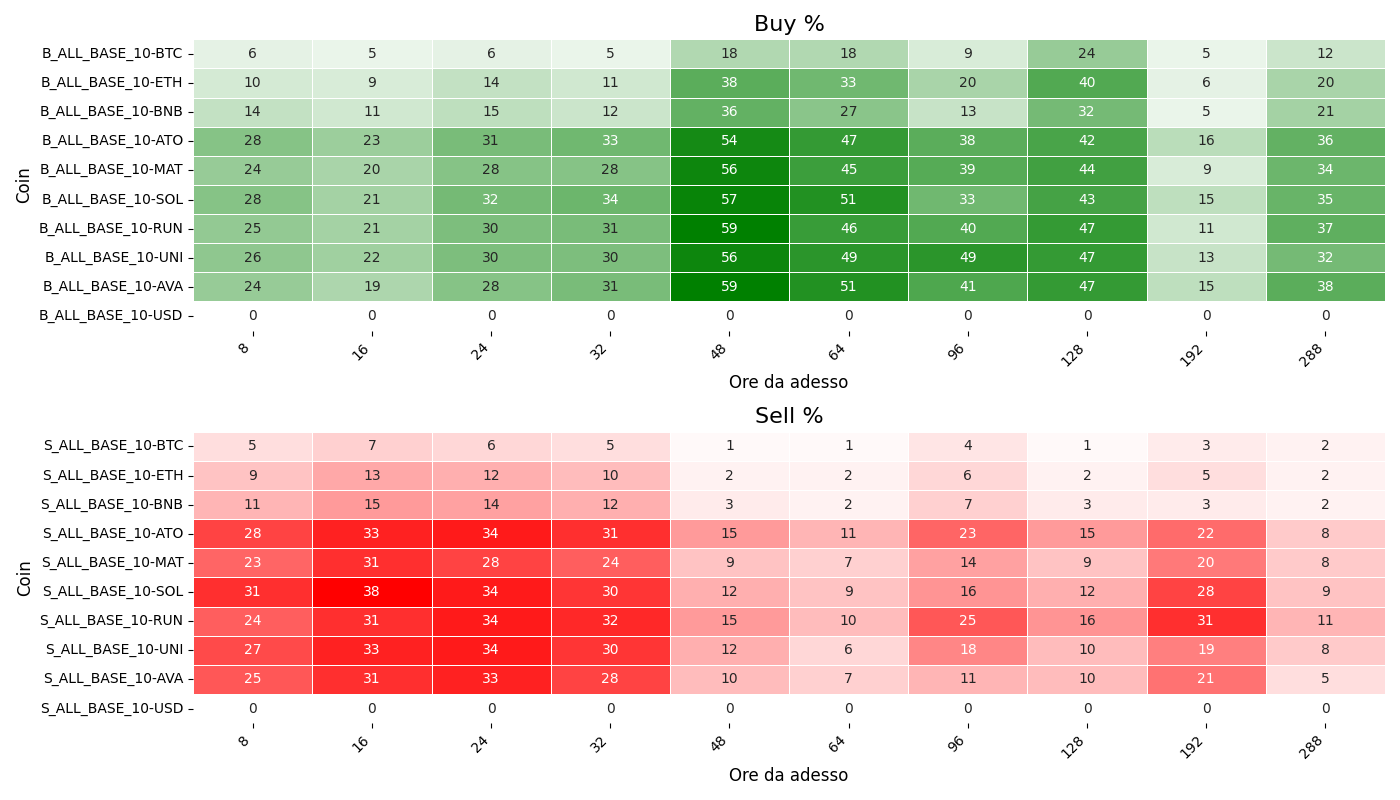 Buy %
Coin
B_ALL_BASE_10-BTC 6 5 6 5 18 18 9 24 5 12
B_ALL_BASE_10-ETH 10 9 14 11 38 33 20 40 6 20
B_ALL_BASE_10-BNB 14 11 15 12 36 27 13 32 5 21
B_ALL_BASE_10-ATO 28 23 31 33 54 47 38 42 16 36
B_ALL_BASE_10-MAT 24 20 28 28 56 45 39 44 9 34
B_ALL_BASE_10-SOL 28 21 32 34 57 51 33 43 15 35
B_ALL_BASE_10-RUN 25 21 30 31 59 46 40 47 11 37
B_ALL_BASE_10-UNI 26 22 30 30 56 49 49 47 13 32
B_ALL_BASE_10-AVA 24 19 28 31 59 51 41 47 15 38
B_ALL_BASE_10-USD 0 0 0 0 0 0 0 0 0 0
8 16 24 32 48 64 96 128 192 288
Ore da adesso
Sell %
Coin
S_ALL_BASE_10-BTC 5 7 6 5 1 1 4 1 3 2
S_ALL_BASE_10-ETH 9 13 12 10 2 2 6 2 5 2
S_ALL_BASE_10-BNB 11 15 14 12 3 2 7 3 3 2
S_ALL_BASE_10-ATO 28 33 34 31 15 11 23 15 22 8
S_ALL_BASE_10-MAT 23 31 28 24 9 7 14 9 20 8
S_ALL_BASE_10-SOL 31 38 34 30 12 9 16 12 28 9
S_ALL_BASE_10-RUN 24 31 34 32 15 10 25 16 31 11
S_ALL_BASE_10-UNI 27 33 34 30 12 6 18 10 19 8
S_ALL_BASE_10-AVA 25 31 33 28 10 7 11 10 21 5
S_ALL_BASE_10-USD 0 0 0 0 0 0 0 0 0 0
8 16 24 32 48 64 96 128 192 288
Ore da adesso